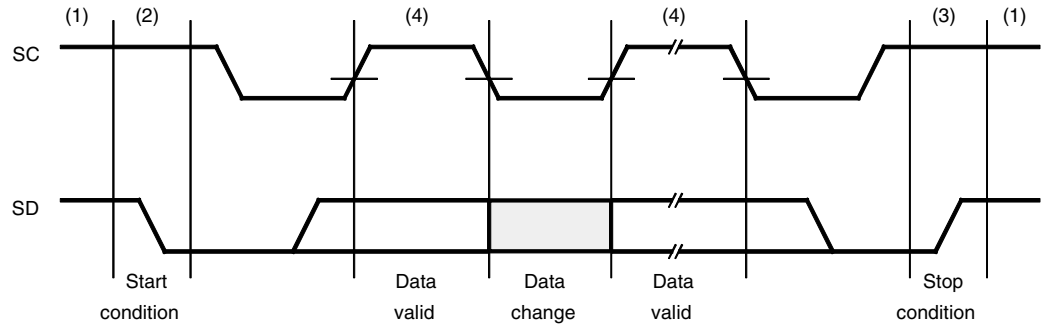 (1) (2) (4) (4) (3) (1)
SC
SD
Start Data Data Data Stop
condition valid change valid condition